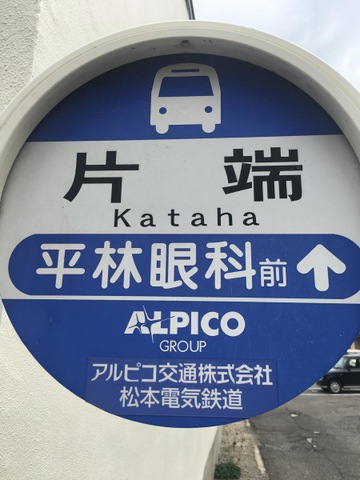 片端
Kataha
平林眼科前↑
ALPICO
GROUP
アルピコ交通株式会社
松本電気鉄道